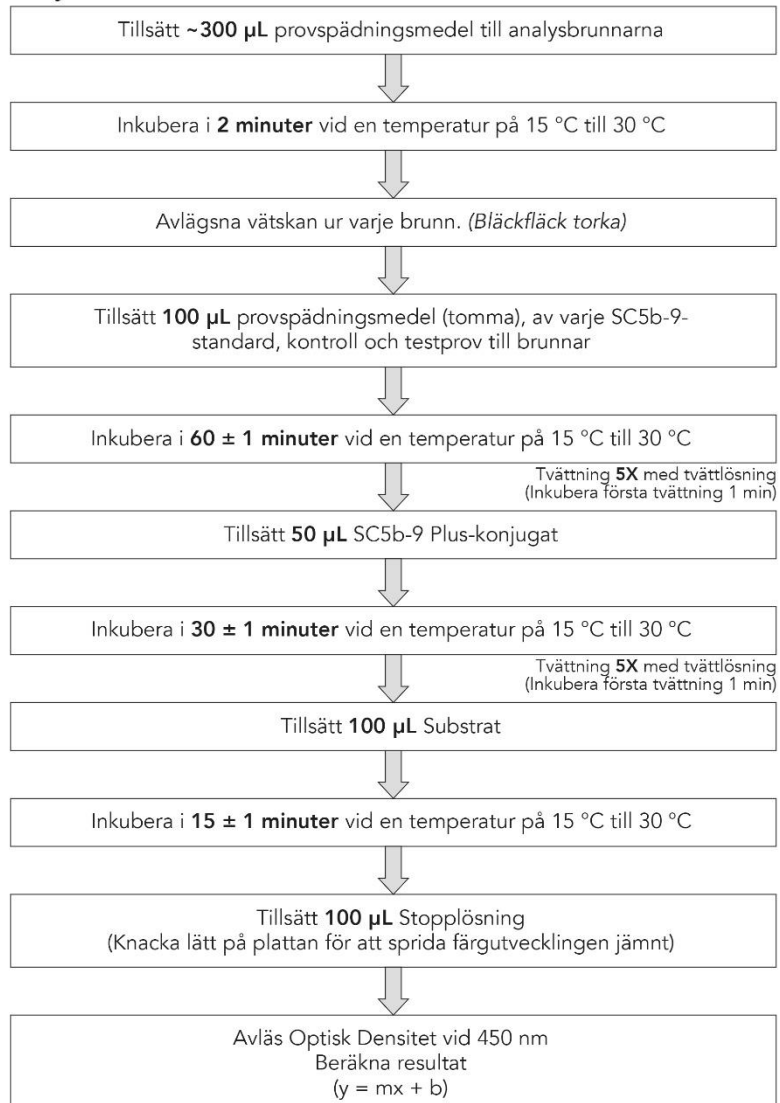 Tillsätt ~300 µL provspädningsmedel till analysbrunnarna
Inkubera i 2 minuter vid en temperatur på 15 °C till 30 °C
Avlägsna vätskan ur varje brunn. (Bläckfläck torka)
Tillsätt 100 µL provspädningsmedel (tomma), av varje SC5b-9-
standard, kontroll och testprov till brunnar
Inkubera i 60 ± 1 minuter vid en temperatur på 15 °C till 30 °C
Tvättning 5X med tvättlösning
(Inkubera första tvättning 1 min)
Tillsätt 50 µL SC5b-9 Plus-konjugat
Inkubera i 30 ± 1 minuter vid en temperatur på 15 °C till 30 °C
Tvättning 5X med tvättlösning
(Inkubera första tvättning 1 min)
Tillsätt 100 µL Substrat
Inkubera i 15 ± 1 minuter vid en temperatur på 15 °C till 30 °C
Tillsätt 100 µL Stopplösning
(Knacka lätt på plattan för att sprida färgutvecklingen jämnt)
Avläs Optisk Densitet vid 450 nm
Beräkna resultat
(y = mx + b)